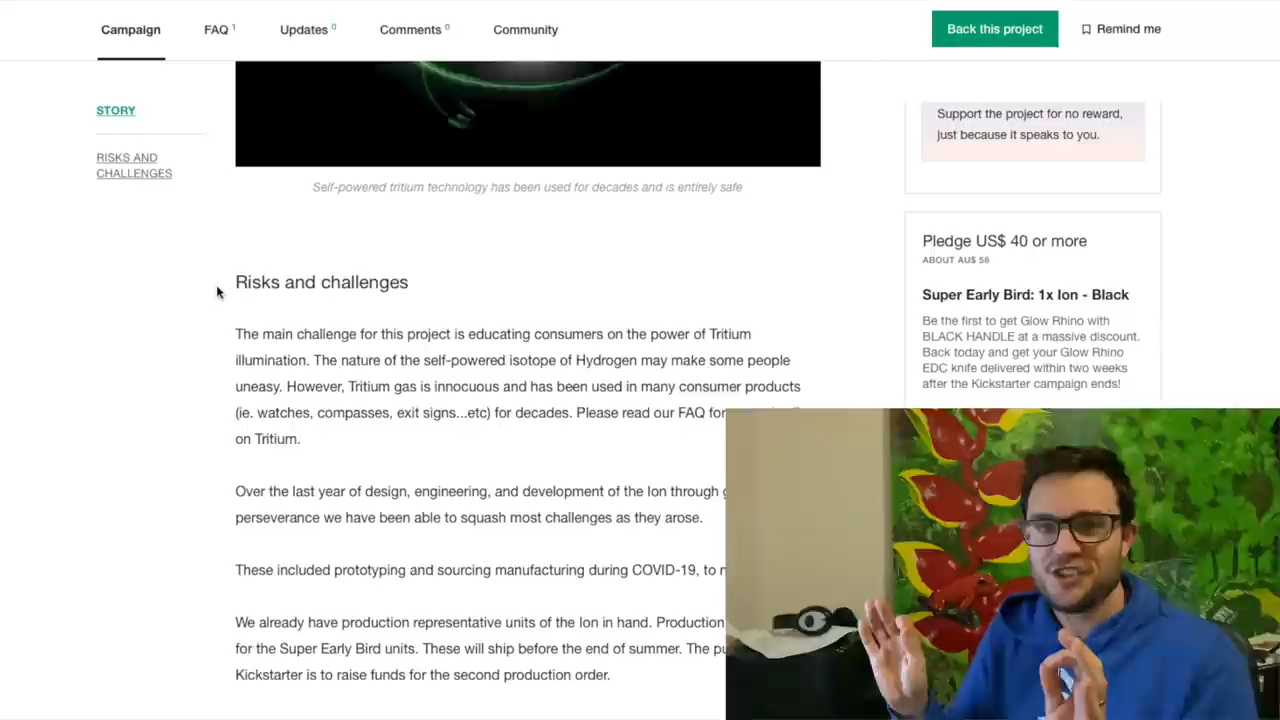 Campaign
FAQ 1
Updates 0
Comments 0
Community
Back this project
Remind me
STORY
RISKS AND
CHALLENGES
Self-powered tritium technology has been used for decades and is entirely safe
Risks and challenges
The main challenge for this project is educating consumers on the power of Tritium
illumination. The nature of the self-powered isotope of Hydrogen may make some people
uneasy. However, Tritium gas is innocuous and has been used in many consumer products
(ie. watches, compasses, exit signs...etc) for decades. Please read our FAQ for
on Tritium.
Over the last year of design, engineering, and development of the Ion through
perseverance we have been able to squash most challenges as they arose.
These included prototyping and sourcing manufacturing during COVID-19, to
We already have production representative units of the Ion in hand. Production
for the Super Early Bird units. These will ship before the end of summer. The
Kickstarter is to raise funds for the second production order.
Support the project for no reward,
just because it speaks to you.
Pledge US$ 40 or more
ABOUT AU$ 58
Super Early Bird: 1x Ion - Black
Be the first to get Glow Rhino with
BLACK HANDLE at a massive discount.
Back today and get your Glow Rhino
EDC knife delivered within two weeks
after the Kickstarter campaign ends!